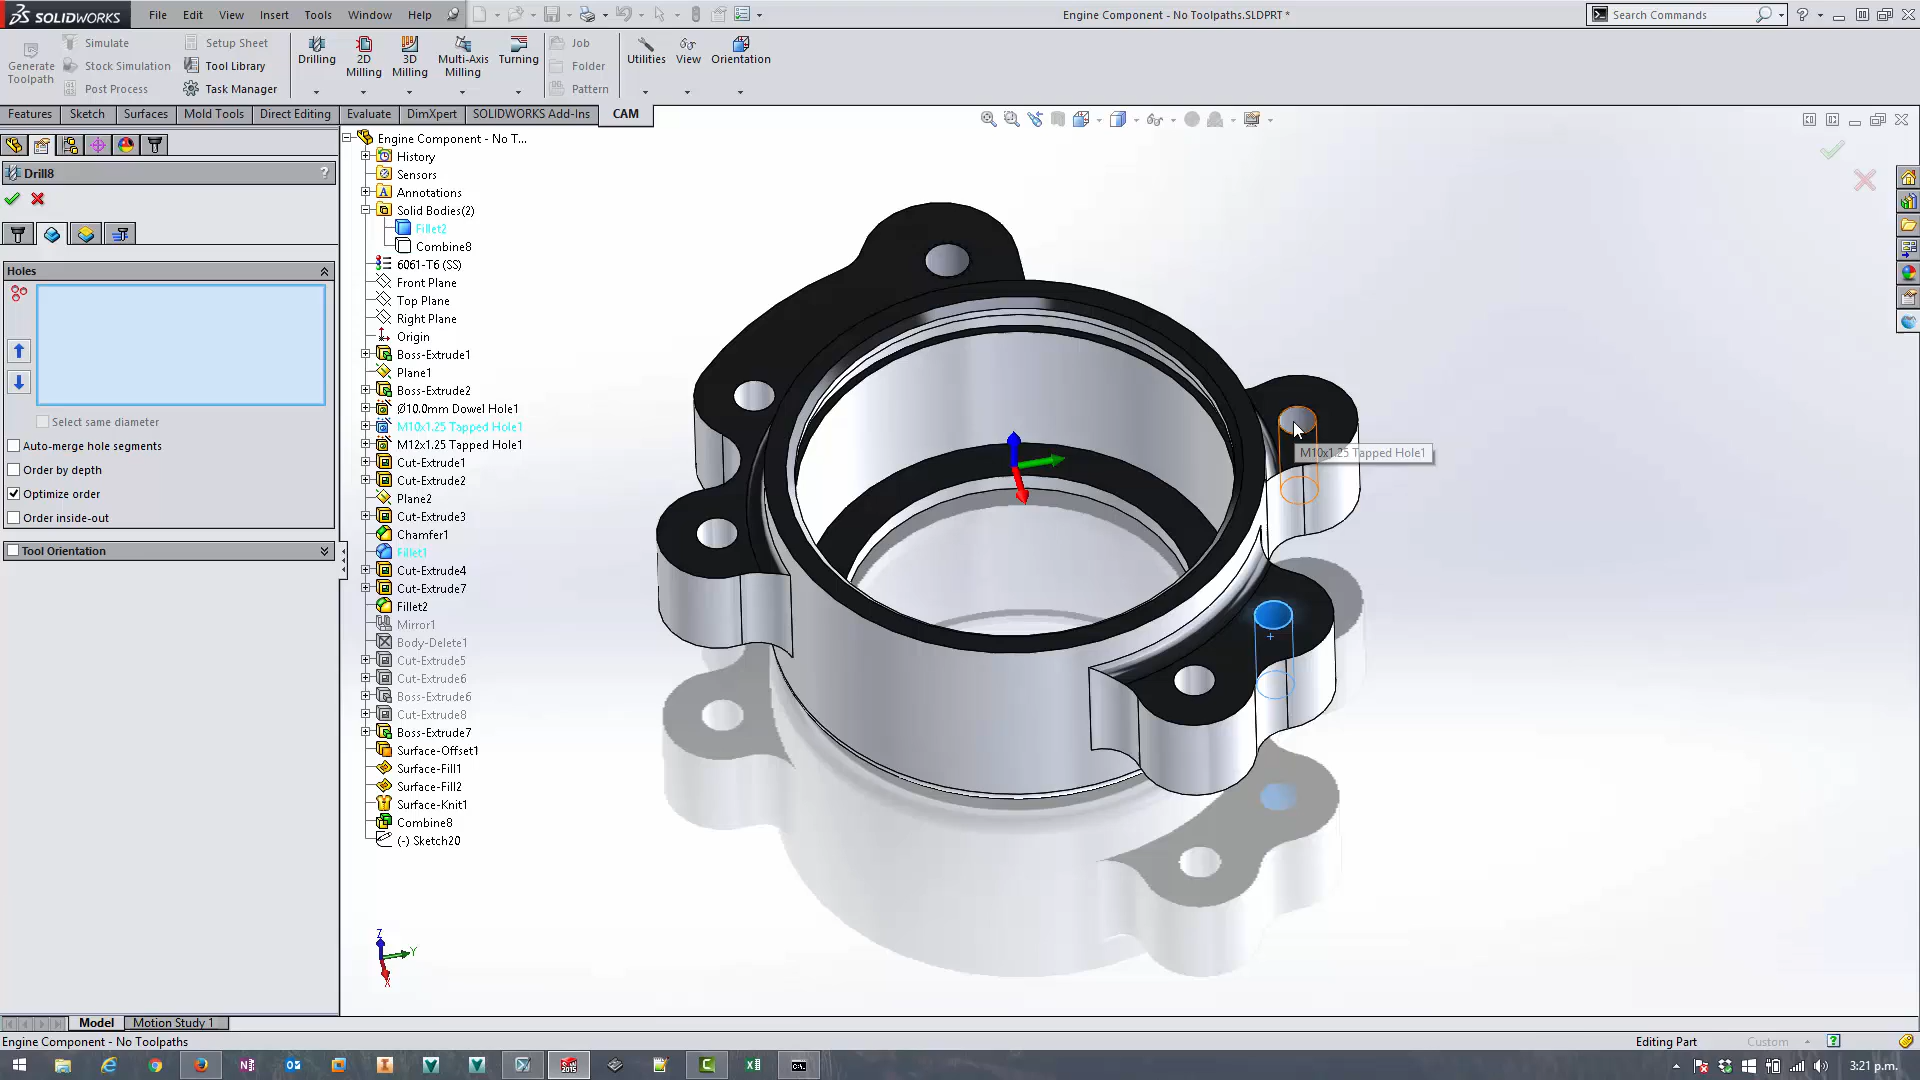 SOLIDWORKS File Edit View Insert Tools Window Help
Engine Component - No Toolpaths.SLDPRT *
Search Commands
Generate Toolpath
Simulate
Stock Simulation
Post Process
Setup Sheet
Tool Library
Task Manager
Drilling
2D Milling
3D Milling
Multi-Axis Milling
Turning
Job
Folder
Pattern
Utilities
View
Orientation
Features Sketch Surfaces Mold Tools Direct Editing Evaluate DimXpert SOLIDWORKS Add-Ins CAM
Drill8
?
Holes
Select same diameter
Auto-merge hole segments
Order by depth
Optimize order
Order inside-out
Tool Orientation
Engine Component - No T...
History
Sensors
Annotations
Solid Bodies(2)
Fillet2
Combine8
6061-T6 (SS)
Front Plane
Top Plane
Right Plane
Origin
Boss-Extrude1
Plane1
Boss-Extrude2
Ø10.0mm Dowel Hole1
M10x1.25 Tapped Hole1
M12x1.25 Tapped Hole1
Cut-Extrude1
Cut-Extrude2
Plane2
Cut-Extrude3
Chamfer1
Fillet1
Cut-Extrude4
Cut-Extrude7
Fillet2
Mirror1
Body-Delete1
Cut-Extrude5
Cut-Extrude6
Boss-Extrude6
Cut-Extrude8
Boss-Extrude7
Surface-Offset1
Surface-Fill1
Surface-Fill2
Surface-Knit1
Combine8
(-) Sketch20
M10x1.25 Tapped Hole1
Z
Y
X
Model Motion Study 1
Engine Component - No Toolpaths
Editing Part
Custom
3:21 p.m.